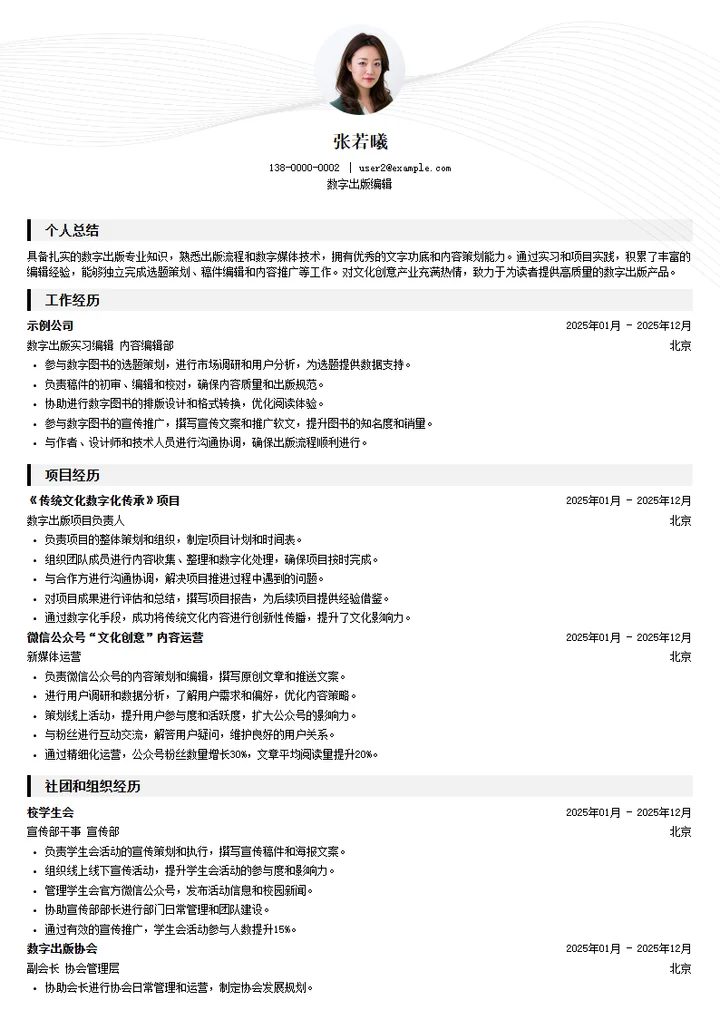 张若曦
138-0000-0002 | user2@example.com
数字出版编辑
个人总结
具备扎实的数字出版专业知识，熟悉出版流程和数字媒体技术，拥有优秀的文字功底和内容策划能力。通过实习和项目实践，积累了丰富的
编辑经验，能够独立完成选题策划、稿件编辑和内容推广等工作。对文化创意产业充满热情，致力于为读者提供高质量的数字出版产品。
工作经历
示例公司 2025年01月 - 2025年12月
数字出版实习编辑 内容编辑部 北京
• 参与数字图书的选题策划，进行市场调研和用户分析，为选题提供数据支持。
• 负责稿件的初审、编辑和校对，确保内容质量和出版规范。
• 协助进行数字图书的排版设计和格式转换，优化阅读体验。
• 参与数字图书的宣传推广，撰写宣传文案和推广软文，提升图书的知名度和销量。
• 与作者、设计师和技术人员进行沟通协调，确保出版流程顺利进行。
项目经历
《传统文化数字化传承》项目 2025年01月 - 2025年12月
数字出版项目负责人 北京
• 负责项目的整体策划和组织，制定项目计划和时间表。
• 组织团队成员进行内容收集、整理和数字化处理，确保项目按时完成。
• 与合作方进行沟通协调，解决项目推进过程中遇到的问题。
• 对项目成果进行评估和总结，撰写项目报告，为后续项目提供经验借鉴。
• 通过数字化手段，成功将传统文化内容进行创新性传播，提升了文化影响力。
微信公众号“文化创意”内容运营 2025年01月 - 2025年12月
新媒体运营 北京
• 负责微信公众号的内容策划和编辑，撰写原创文章和推送文案。
• 进行用户调研和数据分析，了解用户需求和偏好，优化内容策略。
• 策划线上活动，提升用户参与度和活跃度，扩大公众号的影响力。
• 与粉丝进行互动交流，解答用户疑问，维护良好的用户关系。
• 通过精细化运营，公众号粉丝数量增长30%，文章平均阅读量提升20%。
社团和组织经历
校学生会 2025年01月 - 2025年12月
宣传部干事 宣传部 北京
• 负责学生会活动的宣传策划和执行，撰写宣传稿件和海报文案。
• 组织线上线下宣传活动，提升学生会活动的参与度和影响力。
• 管理学生会官方微信公众号，发布活动信息和校园新闻。
• 协助宣传部部长进行部门日常管理和团队建设。
• 通过有效的宣传推广，学生会活动参与人数提升15%。
数字出版协会 2025年01月 - 2025年12月
副会长 协会管理层 北京
• 协助会长进行协会日常管理和运营，制定协会发展规划。